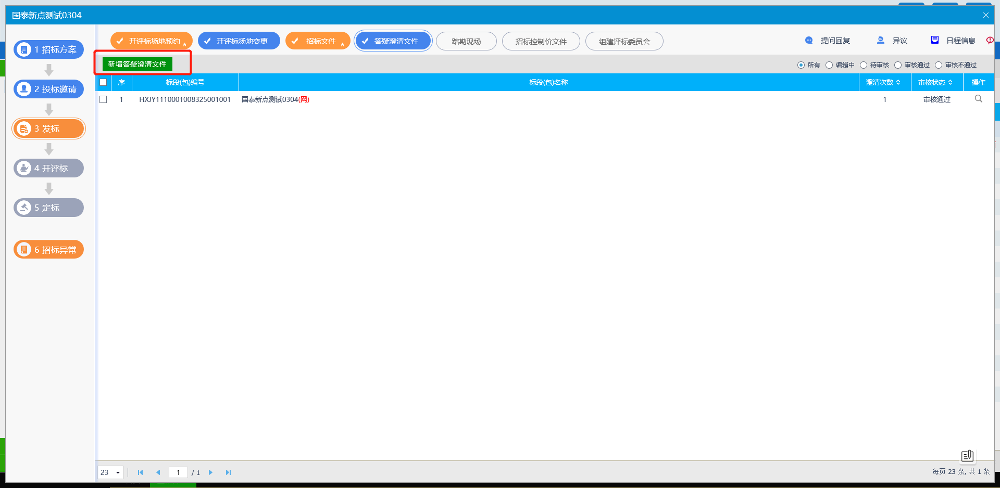 国泰新点测试0304
1 招标方案
2 投标邀请
3 发标
4 开评标
5 定标
6 招标异常
开评标场地预约 *
开评标场地变更
招标文件 *
答疑澄清文件
踏勘现场
招标控制价文件
组建评标委员会
提问回复
异议
日程信息
新增答疑澄清文件
所有 编辑中 待审核 审核通过 审核不通过
序 标段(包)编号 标段(包)名称 澄清次数 审核状态 操作
1 HXJY1110001008325001001 国泰新点测试0304(网) 1 审核通过
23 1 / 1
每页 23 条, 共 1 条